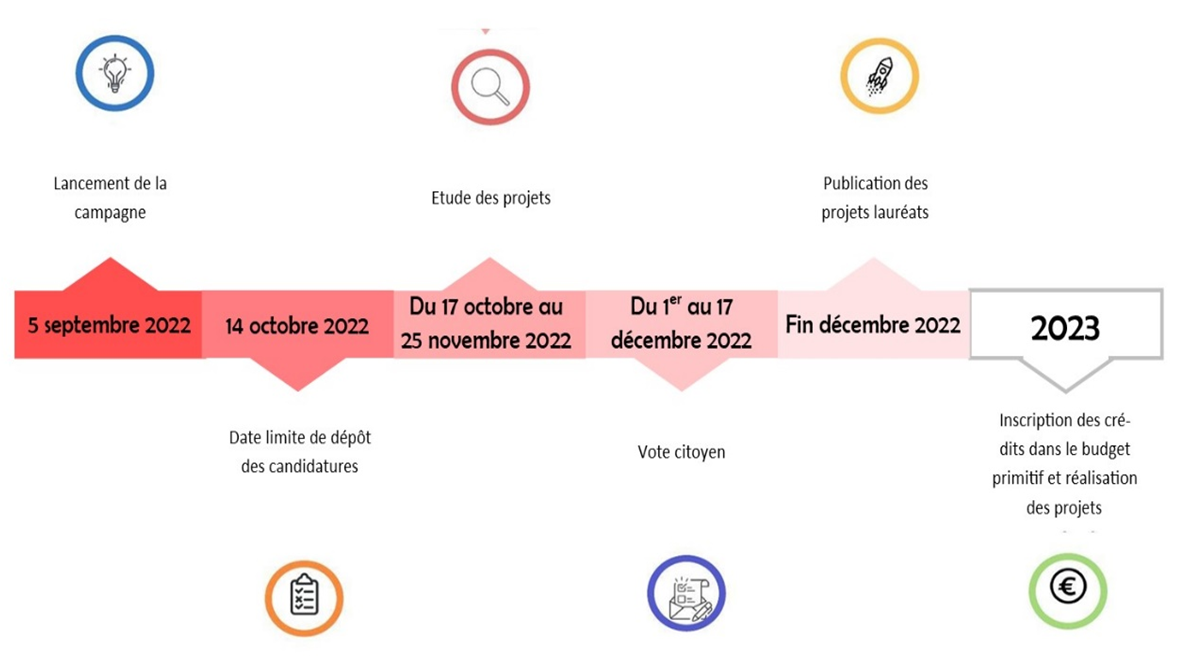 Lancement de la
campagne
Etude des projets
Publication des
projets lauréats
5 septembre 2022
14 octobre 2022
Du 17 octobre au
25 novembre 2022
Du 1er au 17
décembre 2022
Fin décembre 2022
2023
Date limite de dépôt
des candidatures
Vote citoyen
Inscription des cré-
dits dans le budget
primitif et réalisation
des projets
€